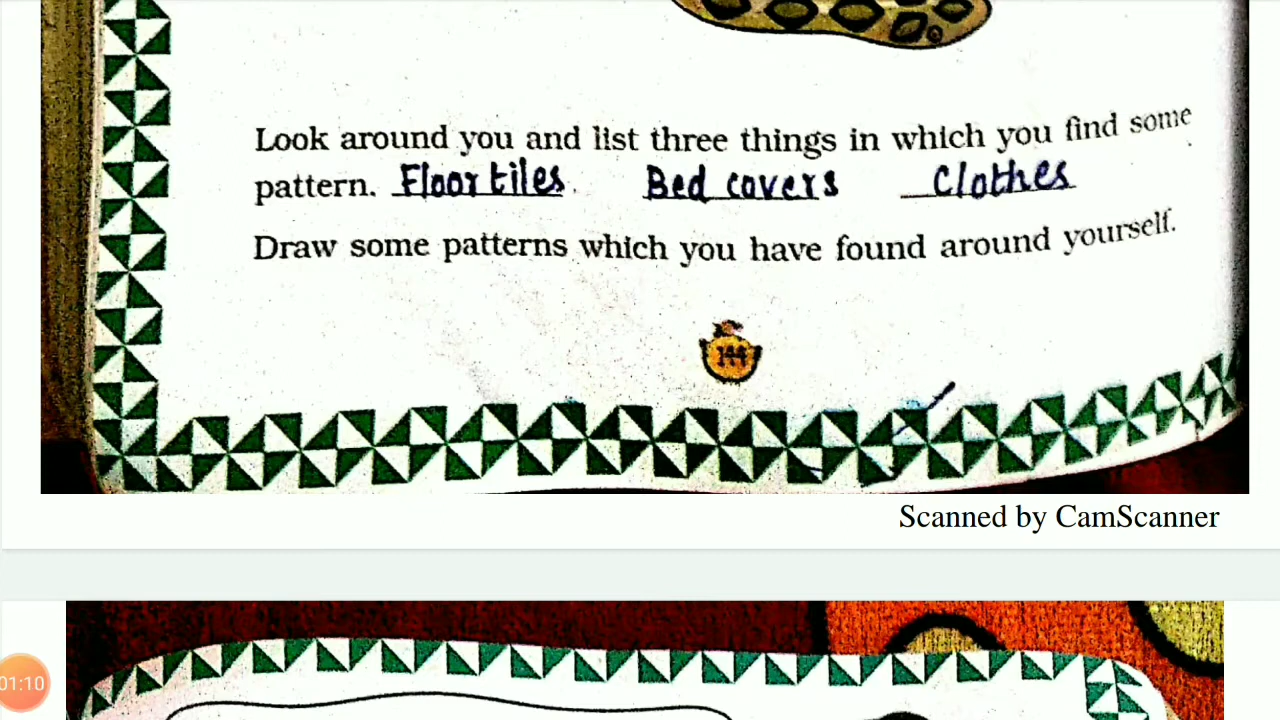 Look around you and list three things in which you find some
pattern. Floor tiles. Bed covers Clothes
Draw some patterns which you have found around yourself.
144
Scanned by CamScanner
01:10